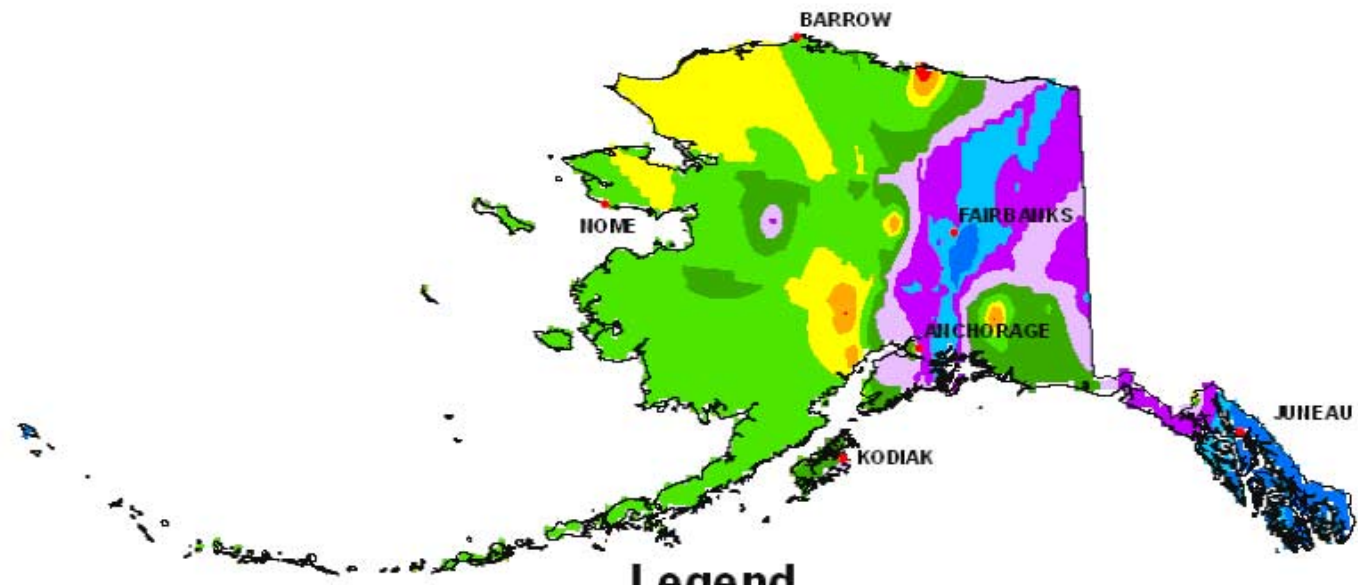 BARROW
NOME
FAIRBANKS
ANCHORAGE
JUNEAU
KODIAK
Legend